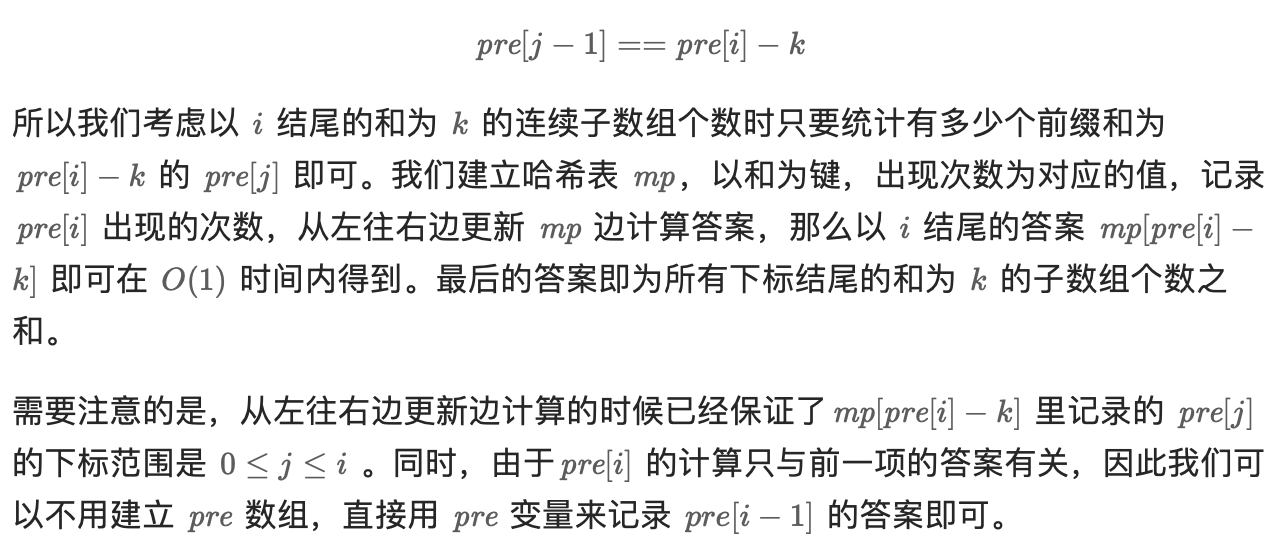 pre[j − 1] == pre[i] − k
所以我们考虑以 i 结尾的和为 k 的连续子数组个数时只要统计有多少个前缀和为
pre[i] − k 的 pre[j] 即可。我们建立哈希表 mp，以和为键，出现次数为对应的值，记录
pre[i] 出现的次数，从左往右边更新 mp 边计算答案，那么以 i 结尾的答案 mp[pre[i] −
k] 即可在 O(1) 时间内得到。最后的答案即为所有下标结尾的和为 k 的子数组个数之
和。
需要注意的是，从左往右边更新边计算的时候已经保证了 mp[pre[i] − k] 里记录的 pre[j]
的下标范围是 0 ≤ j ≤ i 。同时，由于 pre[i] 的计算只与前一项的答案有关，因此我们可
以不用建立 pre 数组，直接用 pre 变量来记录 pre[i − 1] 的答案即可。